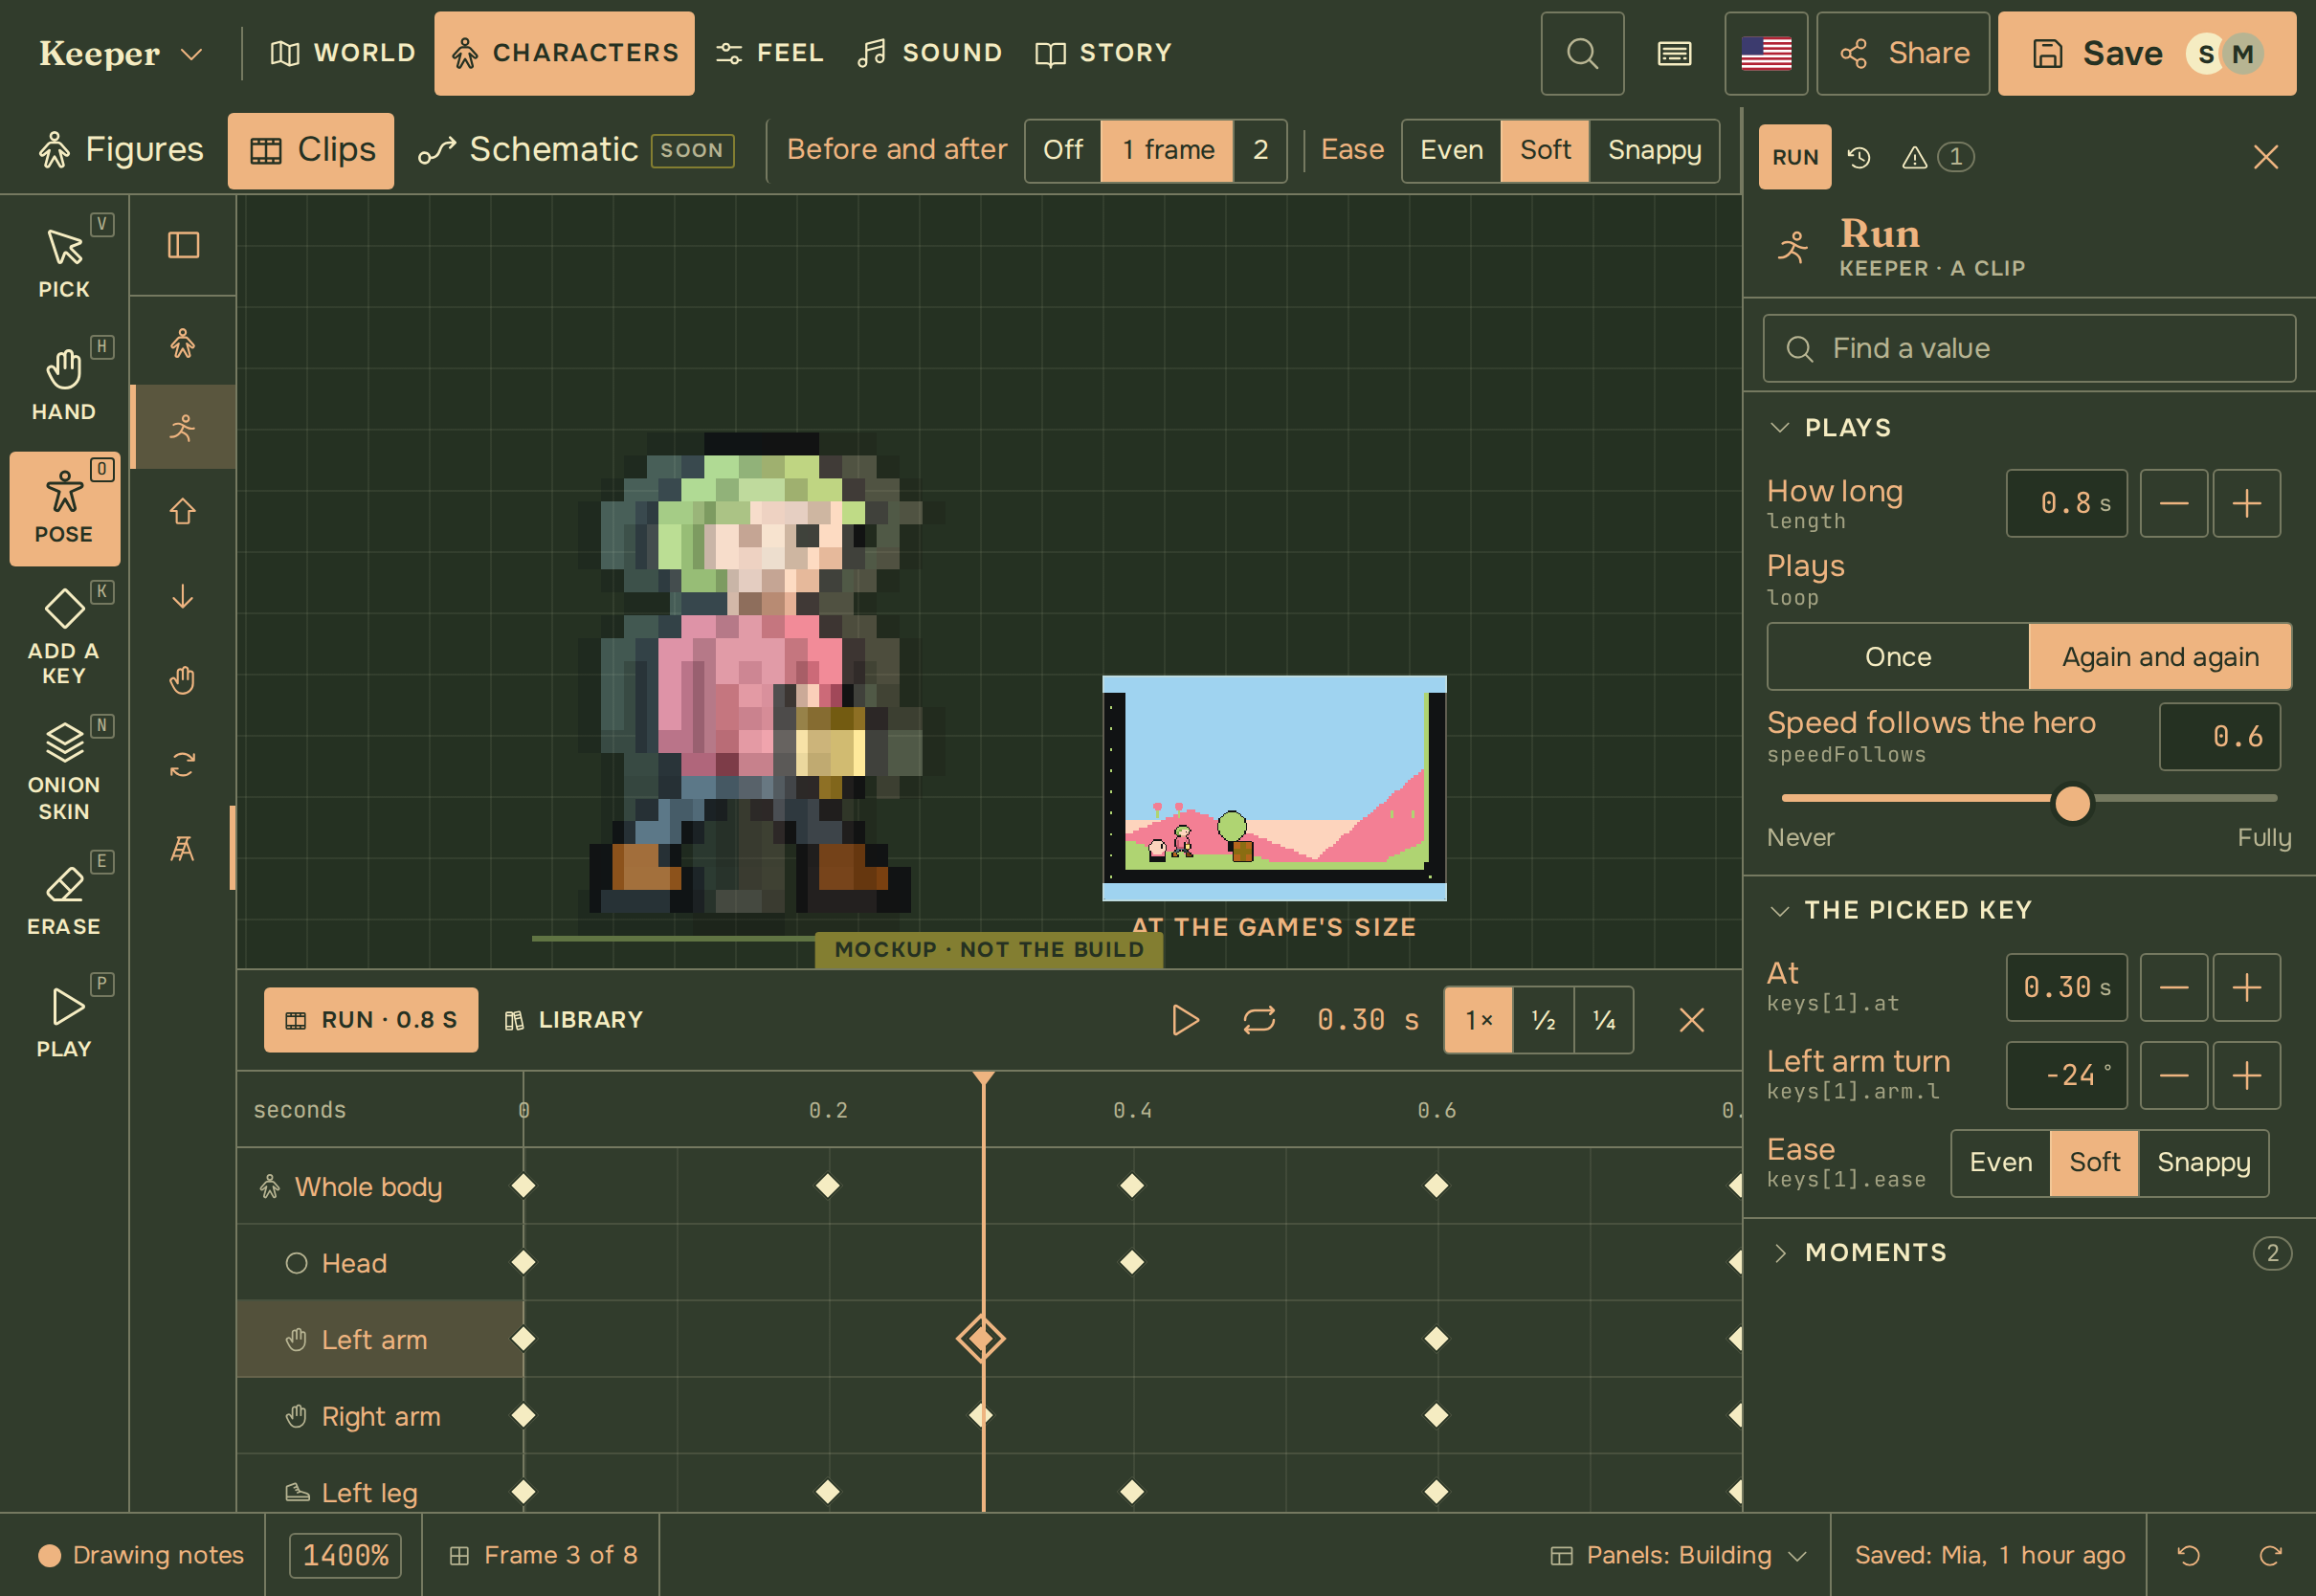 Keeper
WORLD
CHARACTERS
FEEL
SOUND
STORY
Share
Save
S
M
Figures
Clips
Schematic
SOON
Before and after
Off
1 frame
2
Ease
Even
Soft
Snappy
RUN
1
V
PICK
H
HAND
O
POSE
K
ADD A
KEY
N
ONION
SKIN
E
ERASE
P
PLAY
Run
KEEPER · A CLIP
Find a value
PLAYS
How long
length
0.8 s
Plays
loop
Once
Again and again
Speed follows the hero
speedFollows
0.6
Never
Fully
THE PICKED KEY
At
keys[1].at
0.30 s
Left arm turn
keys[1].arm.l
-24 °
Ease
keys[1].ease
Even
Soft
Snappy
MOMENTS
2
AT THE GAME'S SIZE
MOCKUP · NOT THE BUILD
RUN · 0.8 S
LIBRARY
0.30 s
1×
½
¼
seconds
0
0.2
0.4
0.6
0.
Whole body
Head
Left arm
Right arm
Left leg
Drawing notes
1400%
Frame 3 of 8
Panels: Building
Saved: Mia, 1 hour ago